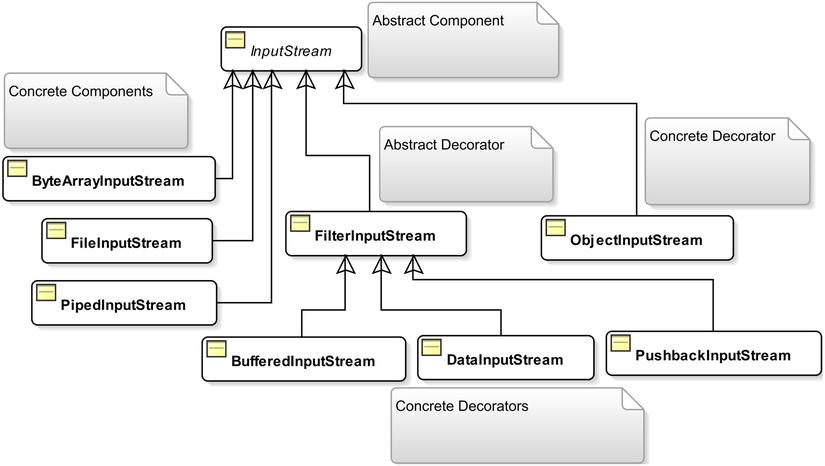 Abstract Component
InputStream
Concrete Components
Abstract Decorator
Concrete Decorator
ByteArrayInputStream
FileInputStream
FilterInputStream
ObjectInputStream
PipedInputStream
BufferedInputStream
DataInputStream
PushbackInputStream
Concrete Decorators